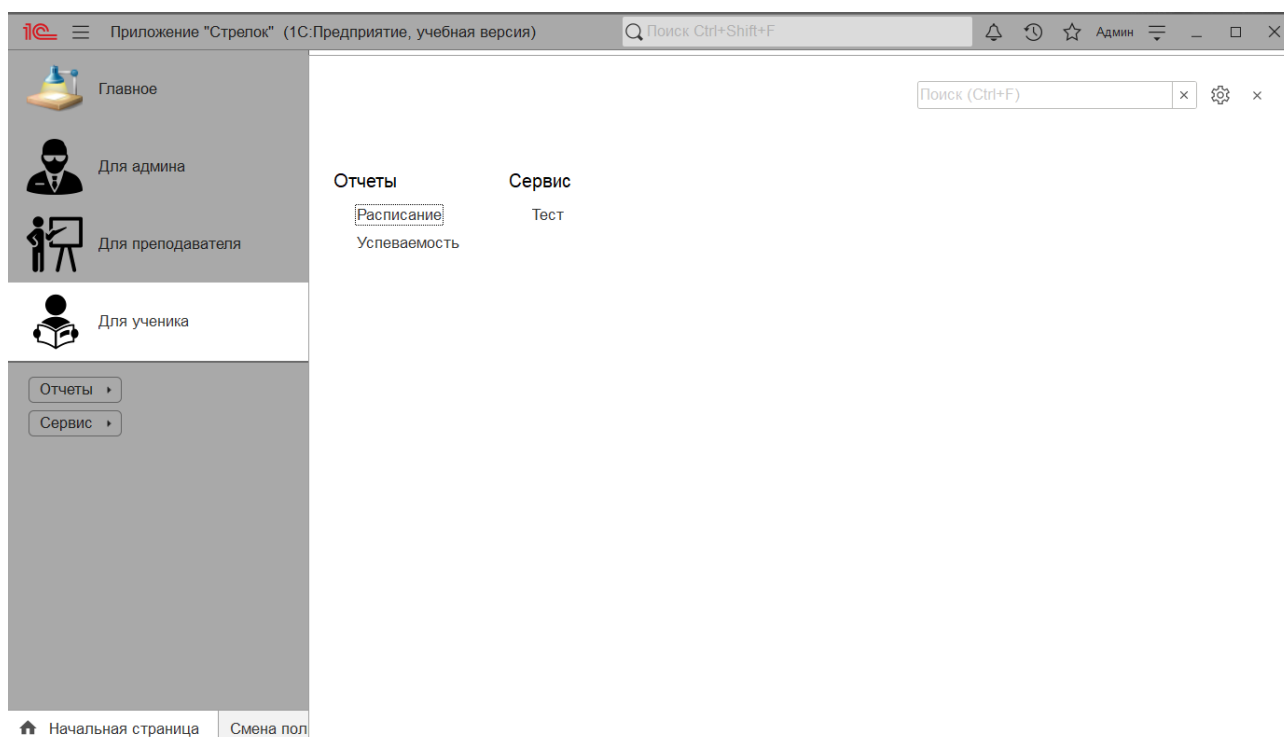 1С Приложение "Стрелок" (1С:Предприятие, учебная версия) Поиск Ctrl+Shift+F Админ
Главное
Поиск (Ctrl+F)
Для админа
Отчеты Сервис
Расписание Тест
Для преподавателя Успеваемость
Для ученика
Отчеты
Сервис
Начальная страница Смена пол